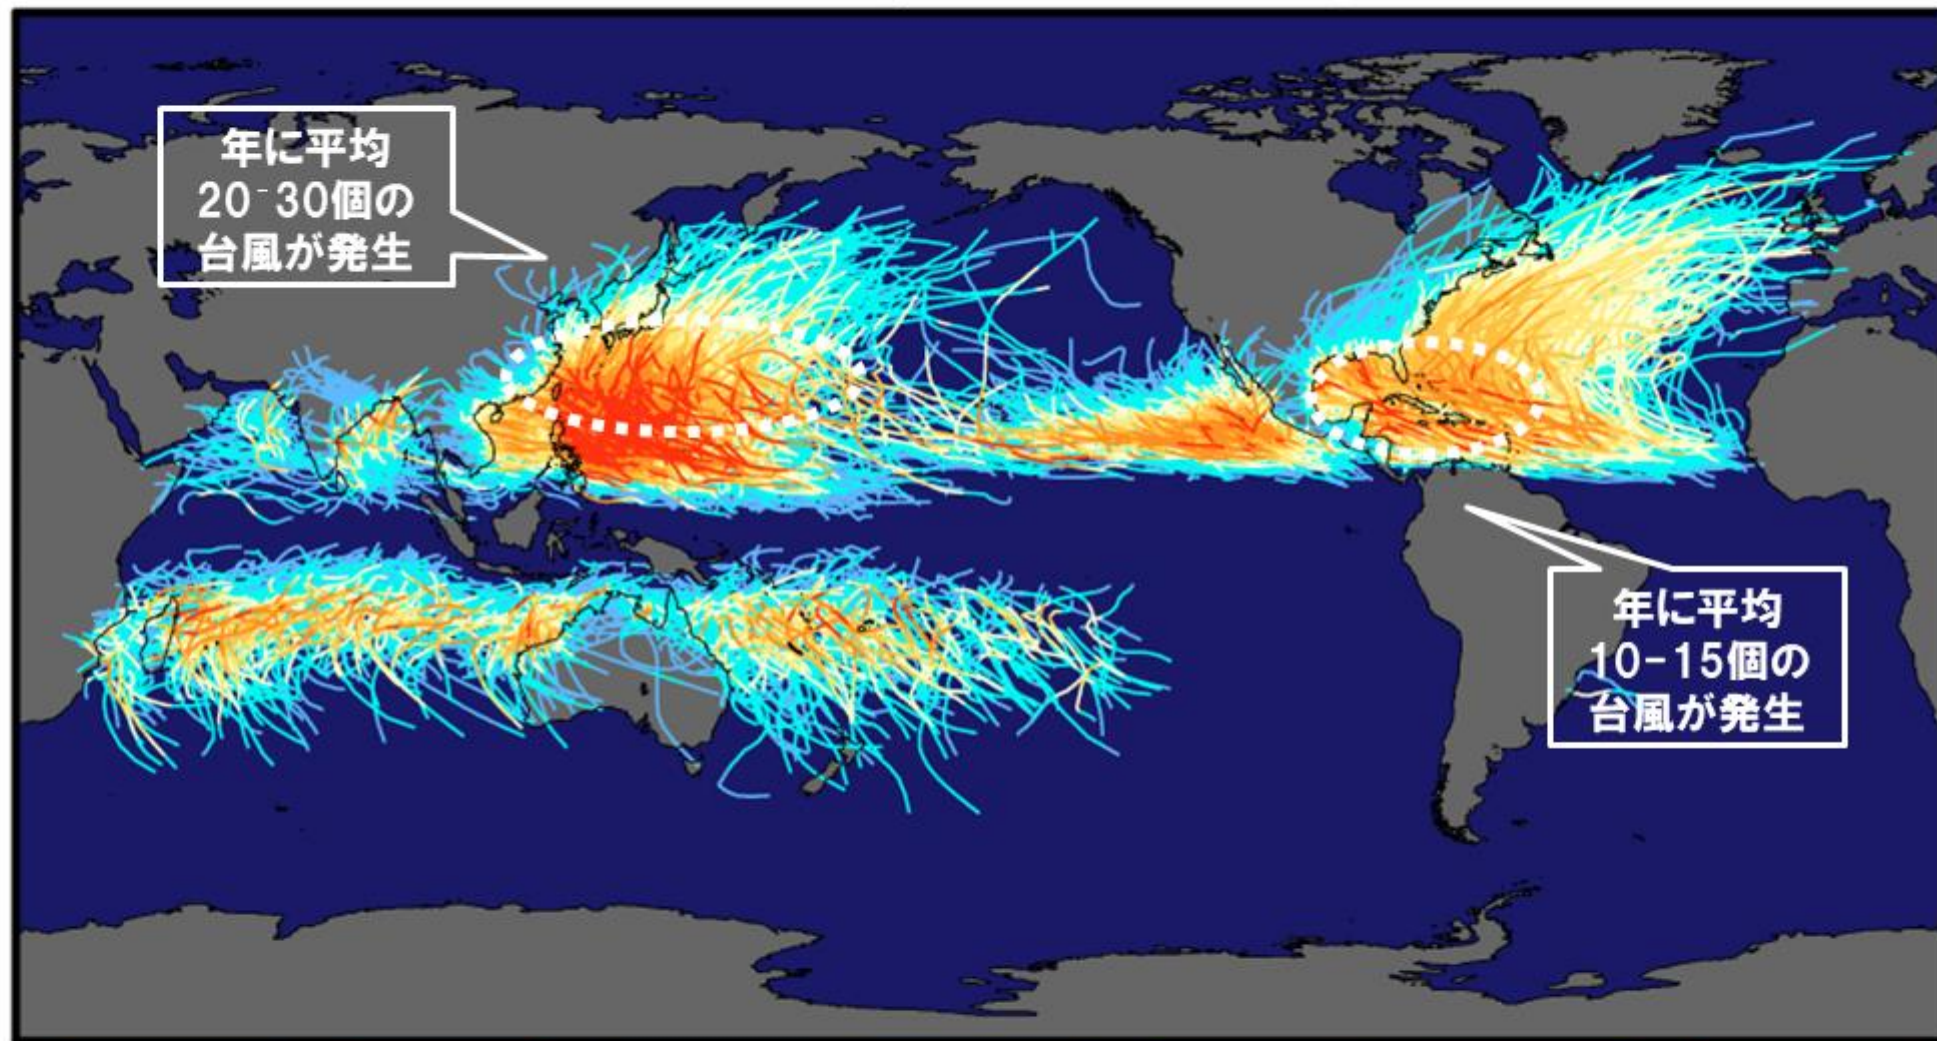 年に平均
20-30個の
台風が発生
年に平均
10-15個の
台風が発生